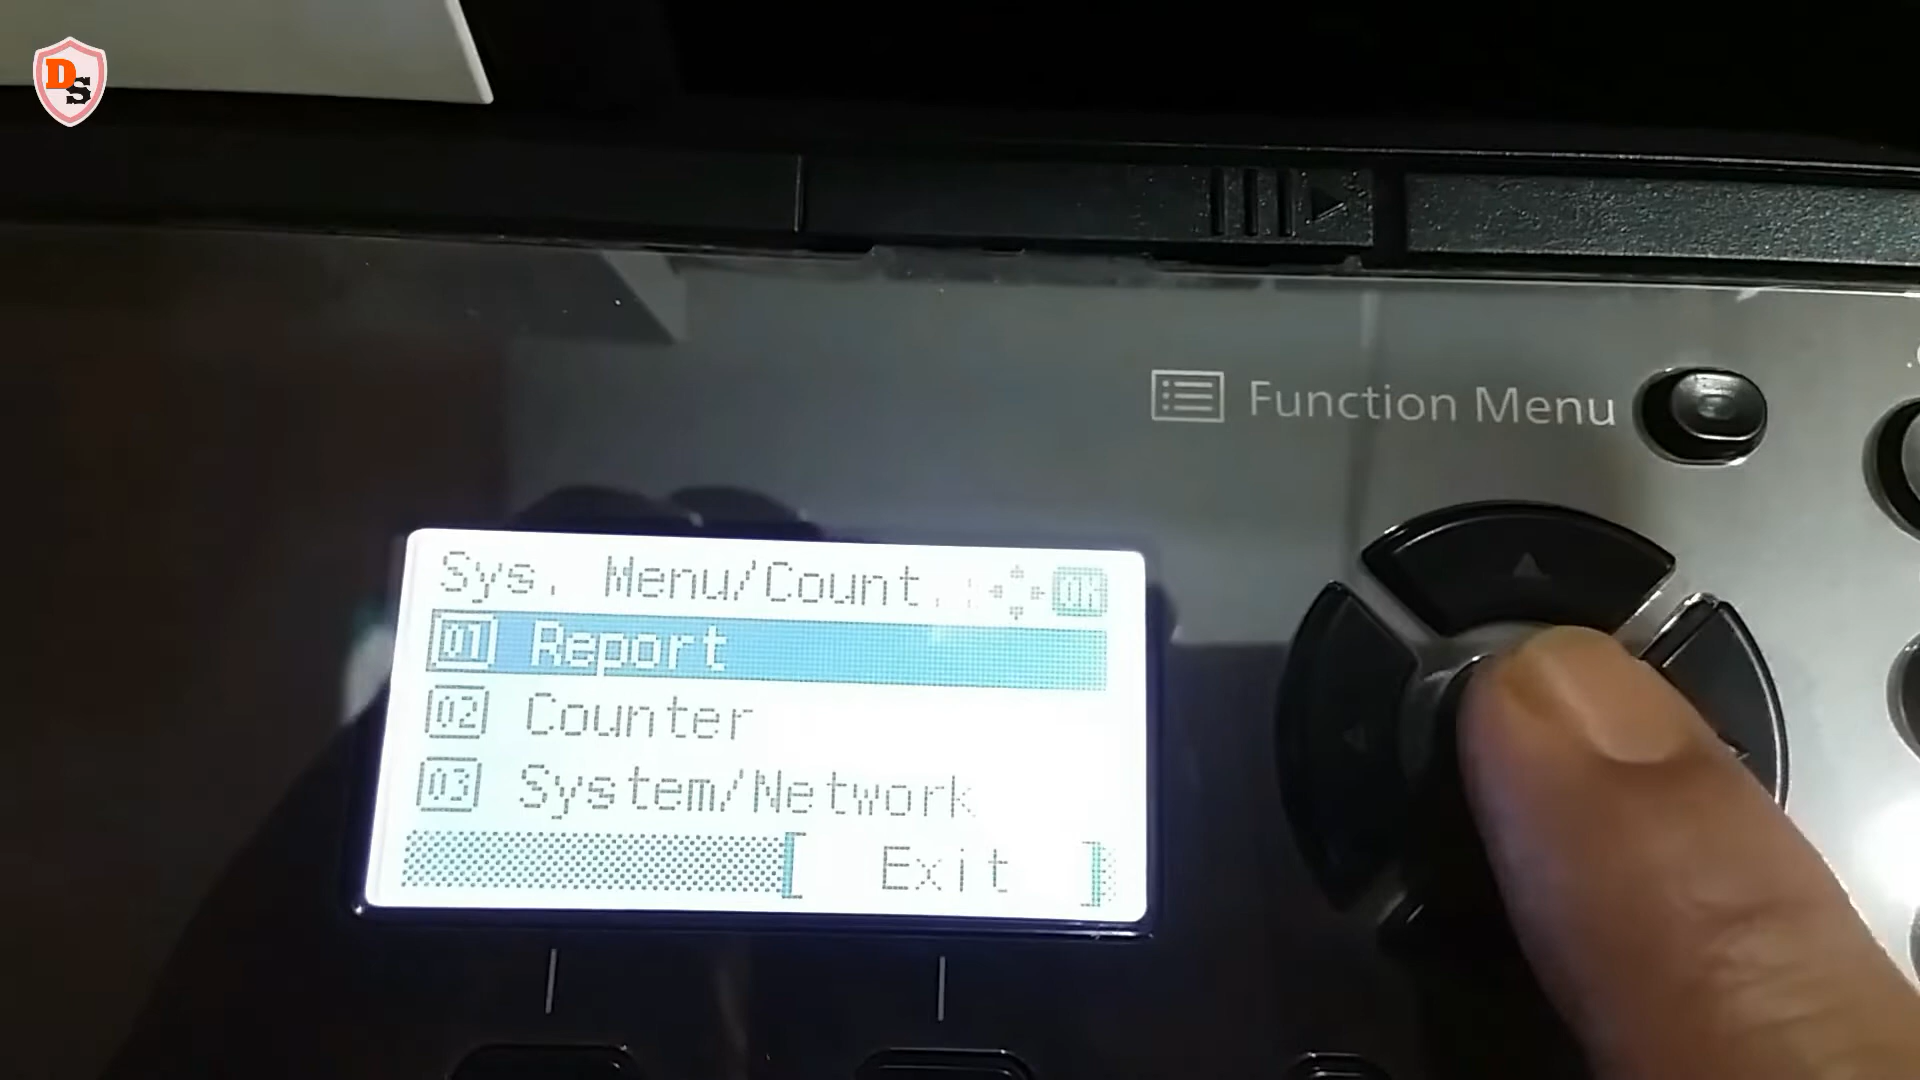 DS
Function Menu
Sys. Menu/Count. OK
01 Report
02 Counter
03 System/Network
[ Exit ]